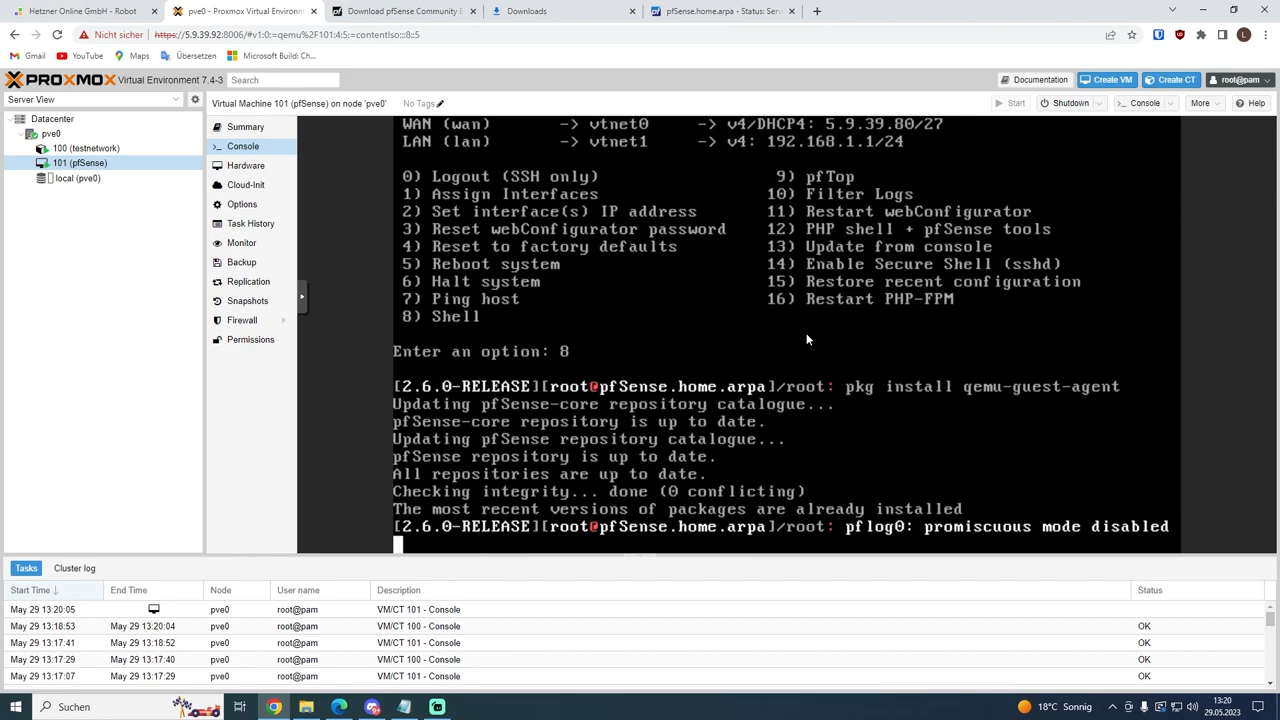 Hetzner Online GmbH - Robot
pve0 - Proxmox Virtual Environm
Download pfSense Community E
Downloads
pfSense.home.arpa - Status: Serv
Nicht sicher
https://5.9.39.92:8006/#v1:0:=qemu%2F101:4:5:=contentIso:::8::5
L
Gmail
YouTube
Maps
Übersetzen
Microsoft Build: Ch...
PROXMOX
Virtual Environment 7.4-3
Search
Documentation
Create VM
Create CT
root@pam
Server View
Virtual Machine 101 (pfSense) on node 'pve0'
No Tags
Start
Shutdown
Console
More
Help
Datacenter
pve0
100 (testnetwork)
101 (pfSense)
local (pve0)
Summary
Console
Hardware
Cloud-Init
Options
Task History
Monitor
Backup
Replication
Snapshots
Firewall
Permissions
WAN (wan) -> vtnet0 -> v4/DHCP4: 5.9.39.80/27
LAN (lan) -> vtnet1 -> v4: 192.168.1.1/24
0) Logout (SSH only) 9) pfTop
1) Assign Interfaces 10) Filter Logs
2) Set interface(s) IP address 11) Restart webConfigurator
3) Reset webConfigurator password 12) PHP shell + pfSense tools
4) Reset to factory defaults 13) Update from console
5) Reboot system 14) Enable Secure Shell (sshd)
6) Halt system 15) Restore recent configuration
7) Ping host 16) Restart PHP-FPM
8) Shell
Enter an option: 8
[2.6.0-RELEASE][root@pfSense.home.arpa]/root: pkg install qemu-guest-agent
Updating pfSense-core repository catalogue...
pfSense-core repository is up to date.
Updating pfSense repository catalogue...
pfSense repository is up to date.
All repositories are up to date.
Checking integrity... done (0 conflicting)
The most recent versions of packages are already installed
[2.6.0-RELEASE][root@pfSense.home.arpa]/root: pflog0: promiscuous mode disabled
Tasks
Cluster log
Start Time
End Time
Node
User name
Description
Status
May 29 13:20:05 pve0 root@pam VM/CT 101 - Console
May 29 13:18:53 May 29 13:20:04 pve0 root@pam VM/CT 100 - Console OK
May 29 13:17:41 May 29 13:18:52 pve0 root@pam VM/CT 101 - Console OK
May 29 13:17:29 May 29 13:17:40 pve0 root@pam VM/CT 100 - Console OK
May 29 13:17:07 May 29 13:17:29 pve0 root@pam VM/CT 101 - Console OK
Suchen
18°C Sonnig
13:20
29.05.2023